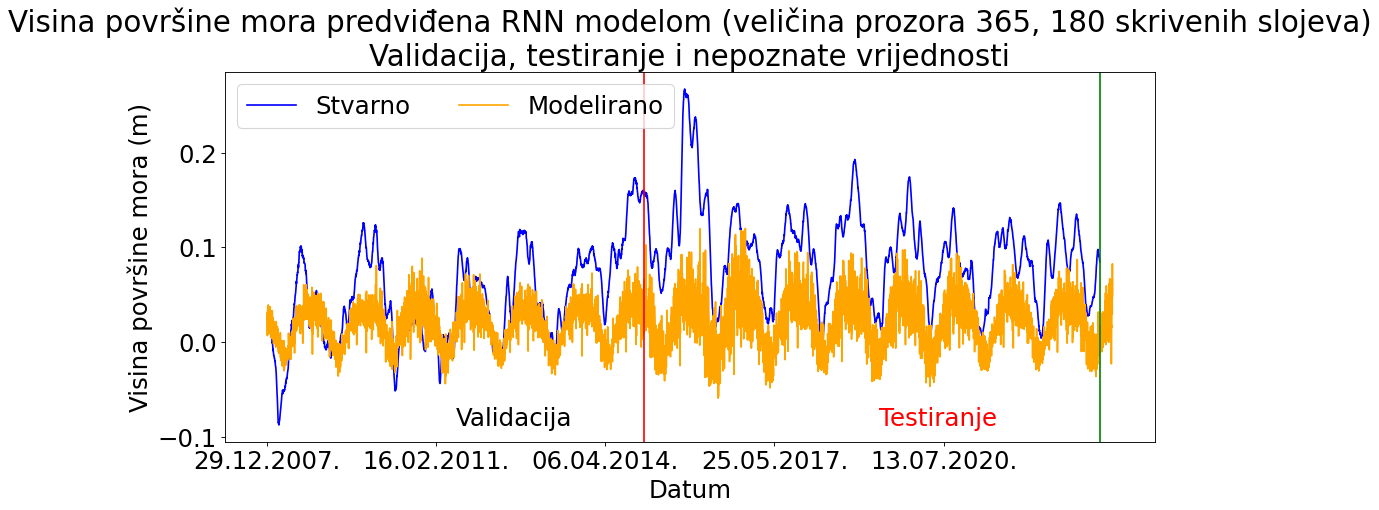 Visina površine mora predviđena RNN modelom (veličina prozora 365, 180 skrivenih slojeva)
Validacija, testiranje i nepoznate vrijednosti
Stvarno Modelirano
Visina površine mora (m)
0.2
0.1
0.0
−0.1
Validacija Testiranje
29.12.2007. 16.02.2011. 06.04.2014. 25.05.2017. 13.07.2020.
Datum